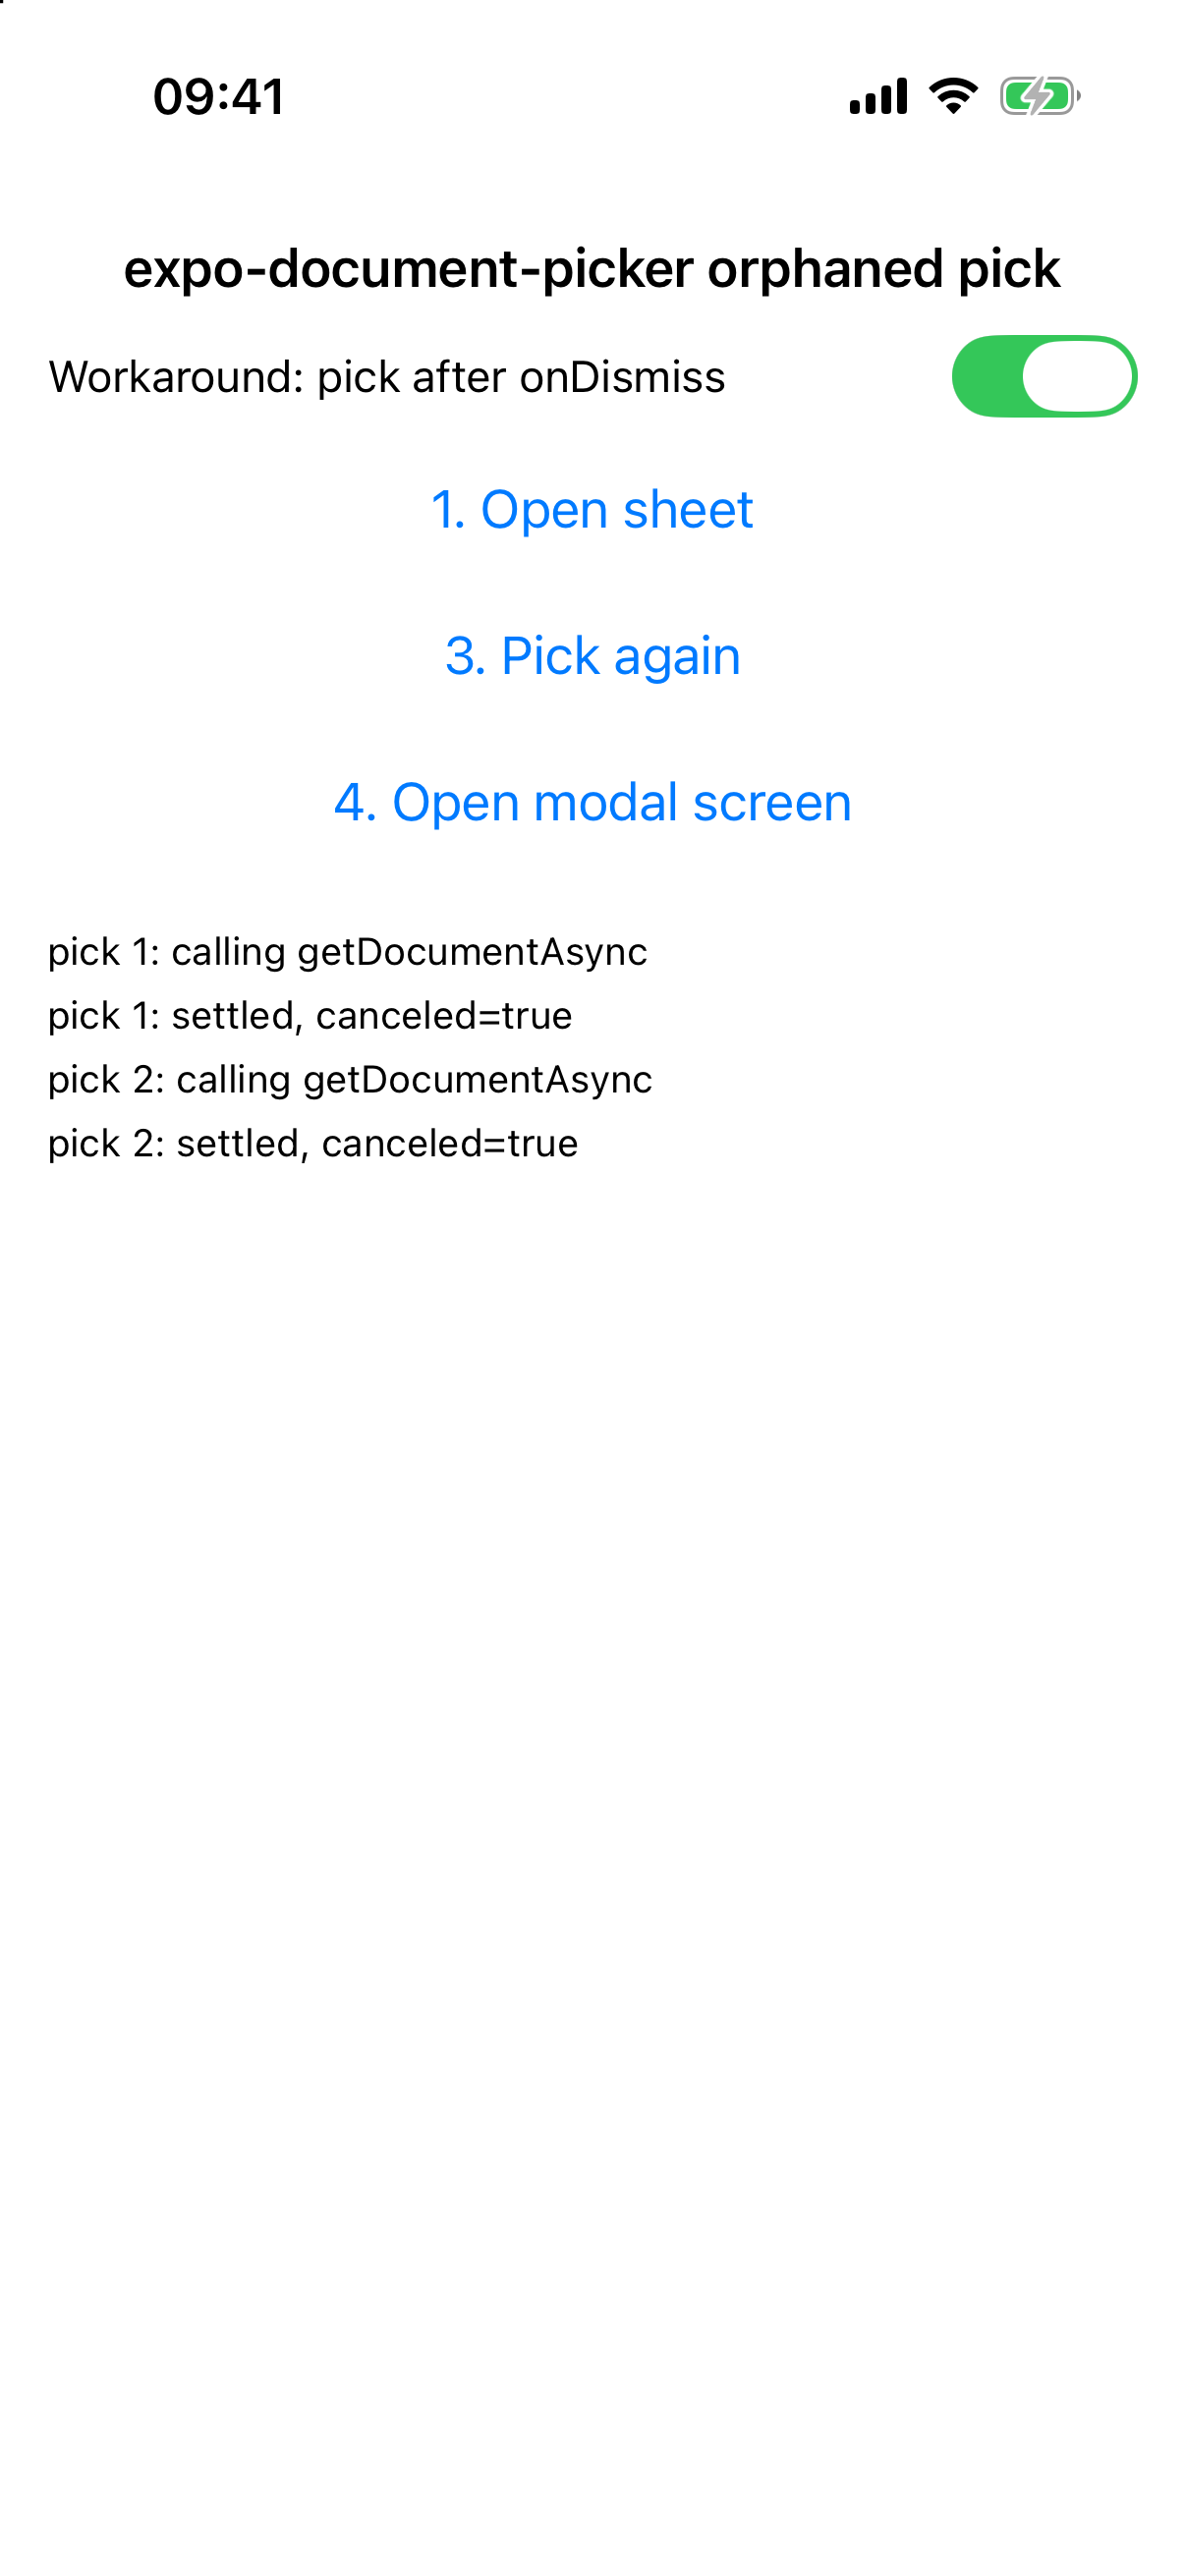 09:41
expo-document-picker orphaned pick
Workaround: pick after onDismiss
1. Open sheet
3. Pick again
4. Open modal screen
pick 1: calling getDocumentAsync
pick 1: settled, canceled=true
pick 2: calling getDocumentAsync
pick 2: settled, canceled=true